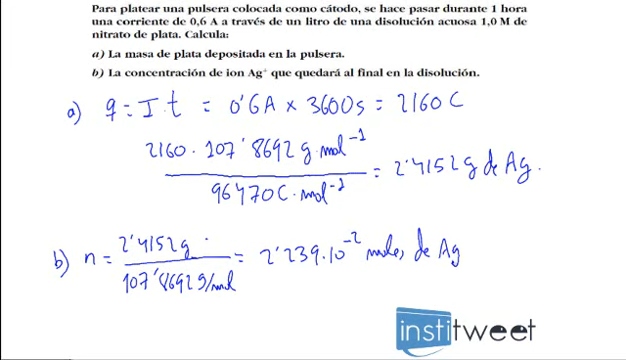 Para platear una pulsera colocada como cátodo, se hace pasar durante 1 hora
una corriente de 0,6 A a través de un litro de una disolución acuosa 1,0 M de
nitrato de plata. Calcula:
a) La masa de plata depositada en la pulsera.
b) La concentración de ion Ag⁺ que quedará al final en la disolución.
a) q = I · t = 0'6A × 3600s = 2160 C
2160 · 107'8692 g·mol⁻¹
96470C · mol⁻¹
= 2'4152g de Ag.
b) n = 2'4152g
107'8692g/mol
= 2'239·10⁻² moles de Ag
institweet